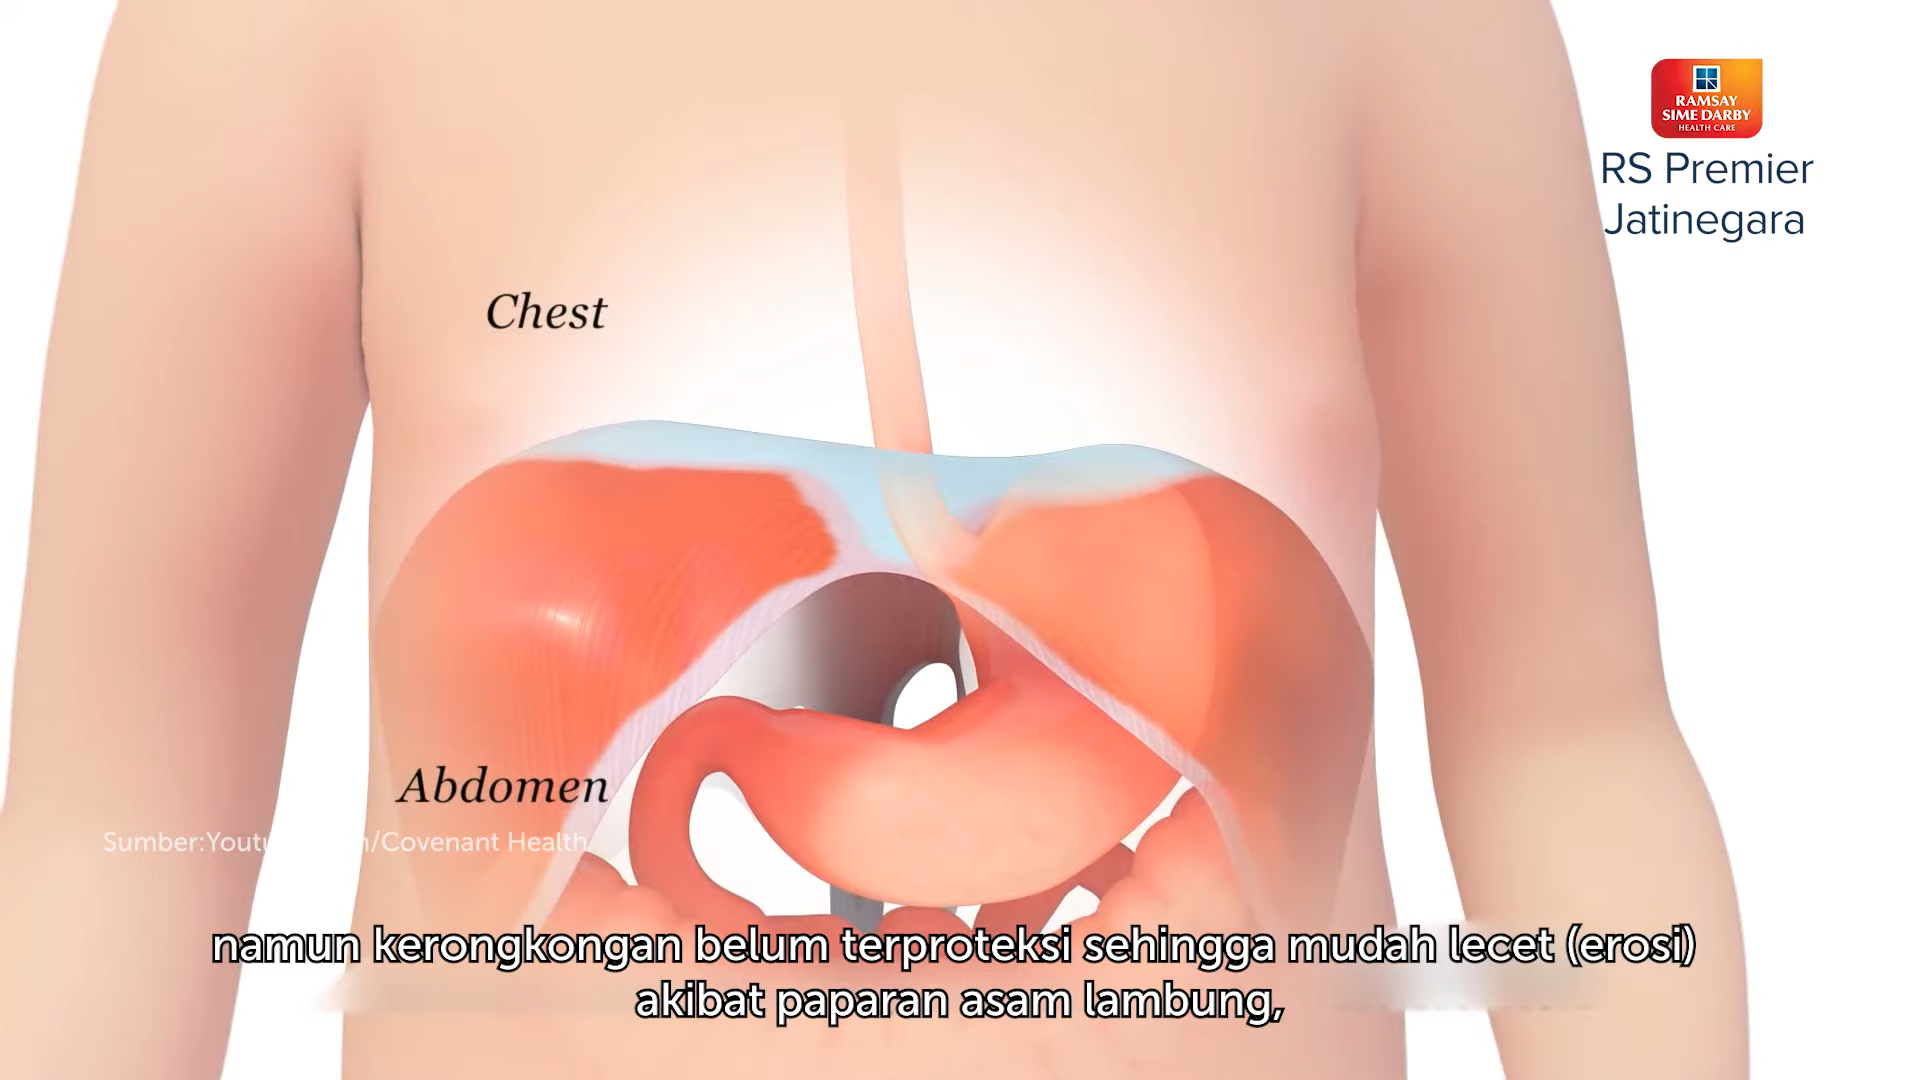 RAMSAY
SIME DARBY
HEALTH CARE
RS Premier
Jatinegara
Chest
Abdomen
Covenant Health
namun kerongkongan belum terproteksi sehingga mudah lecet (erosi)
akibat paparan asam lambung,